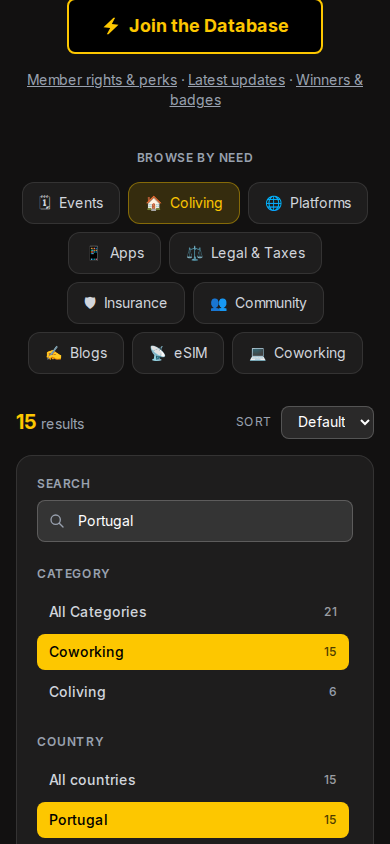 ⚡ Join the Database
Member rights & perks · Latest updates · Winners &
badges
BROWSE BY NEED
🗓 Events 🏠 Coliving 🌐 Platforms
📱 Apps ⚖️ Legal & Taxes
🛡 Insurance 👥 Community
✍️ Blogs 📡 eSIM 💻 Coworking
15 results SORT Default
SEARCH
Portugal
CATEGORY
All Categories 21
Coworking 15
Coliving 6
COUNTRY
All countries 15
Portugal 15